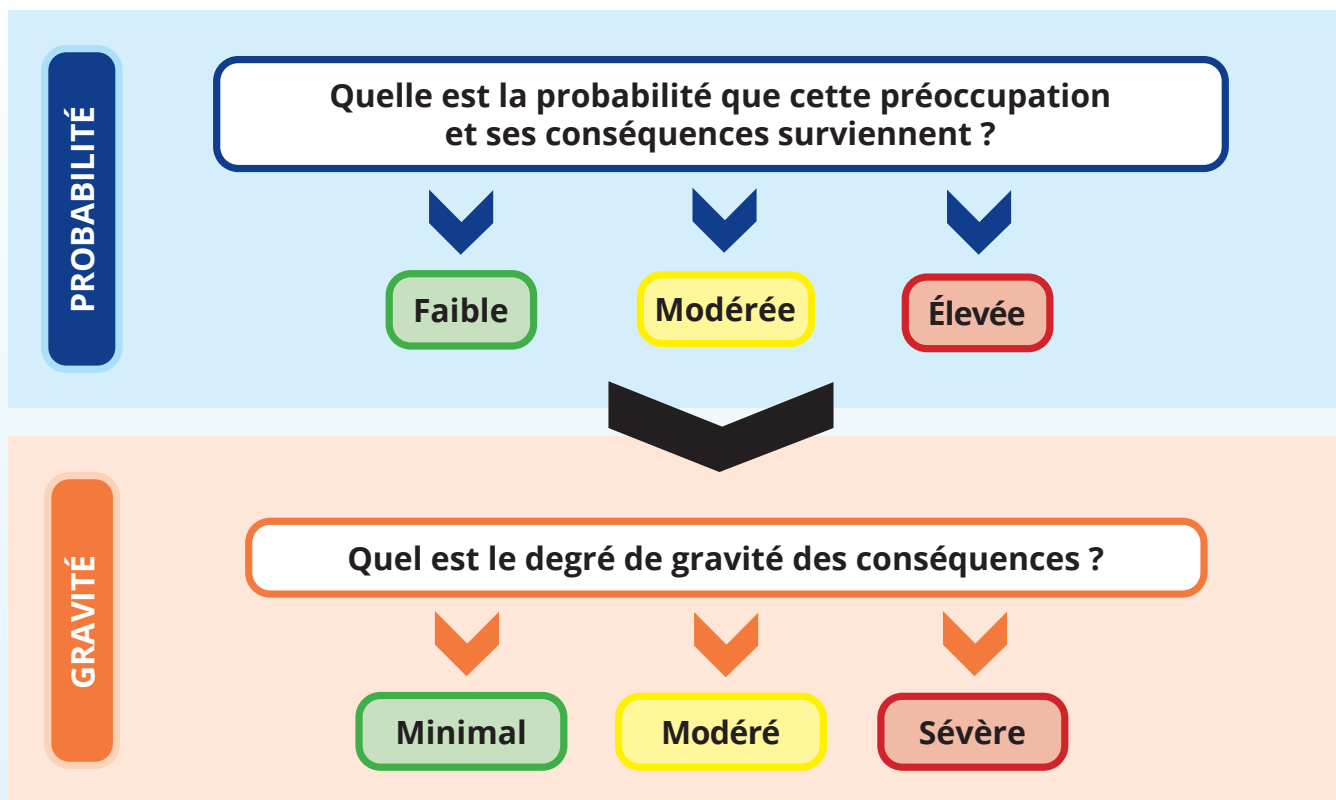 PROBABILITÉ
Quelle est la probabilité que cette préoccupation
et ses conséquences surviennent ?
Faible
Modérée
Élevée
GRAVITÉ
Quel est le degré de gravité des conséquences ?
Minimal
Modéré
Sévère